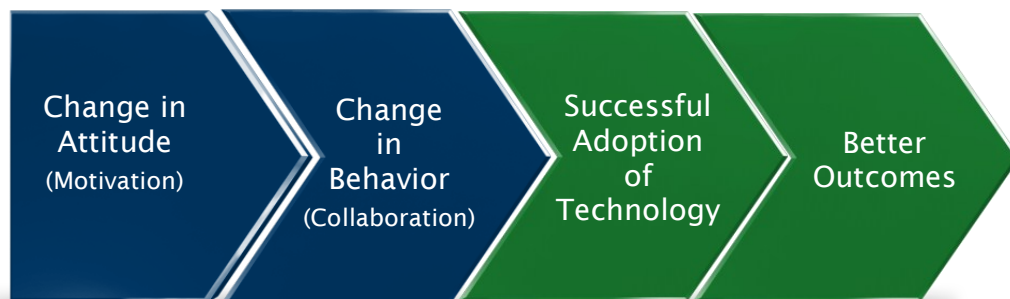 Change in
Attitude
(Motivation)
Change
in
Behavior
(Collaboration)
Successful
Adoption
of
Technology
Better
Outcomes